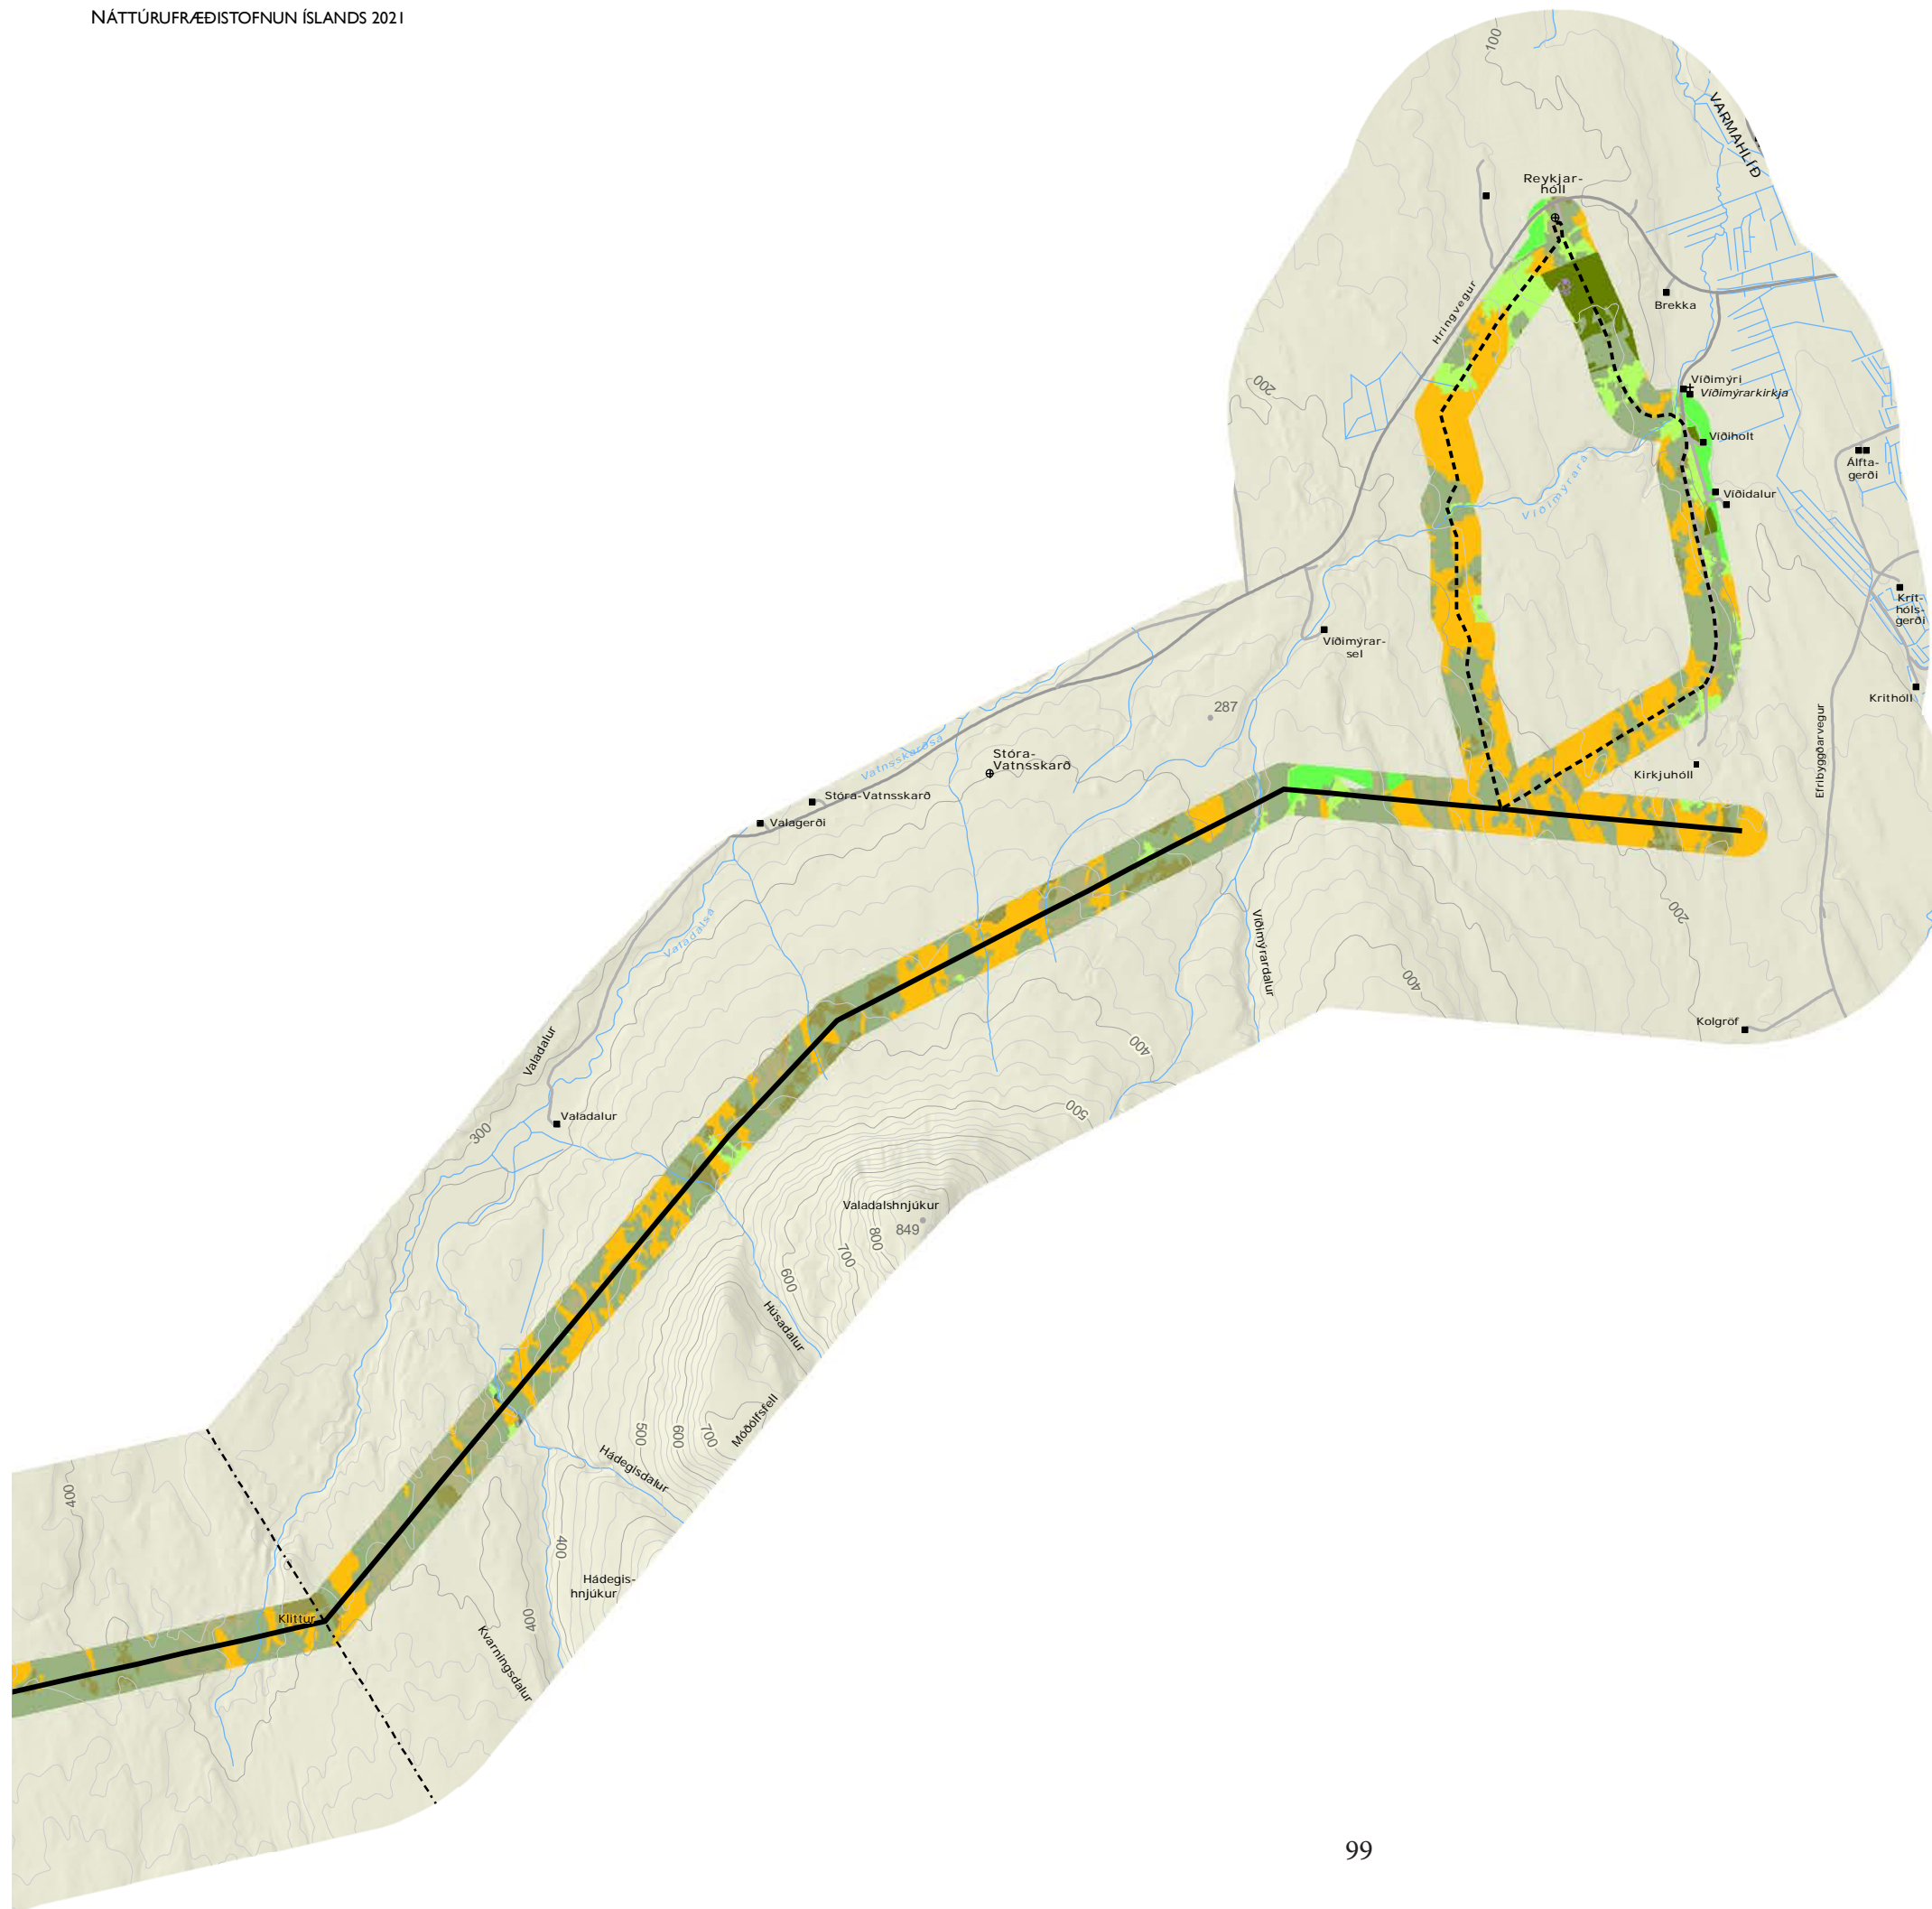 NÁTTÚRUFRÆÐISTOFNUN ÍSLANDS 2021
100
VARMAHLÍÐ
Reykjar-
hóll
Hringvegur
Brekka
200
Víðimýri
Víðimýrarkirkja
Víðiholt
Álfta-
gerði
Víðidalur
Víðimýrará
Krit-
hóls-
gerði
Víðimýrar-
sel
Krithóll
287
Efribyggðarvegur
Vatnsskarðsá
Stóra-
Vatnsskarð
Kirkjuhóll
Stóra-Vatnsskarð
Valagerði
200
Valadalsá
Víðimýrardalur
400
Kolgröf
Valadalur
400
Valadalur
300
500
Valadalshnjúkur
849
800
700
600
Húsadalur
Móðólfsfell
500
600
700
Hádegisdalur
400
400
Hádegis-
hnjúkur
Klittur
400
Kvarningsdalur
99